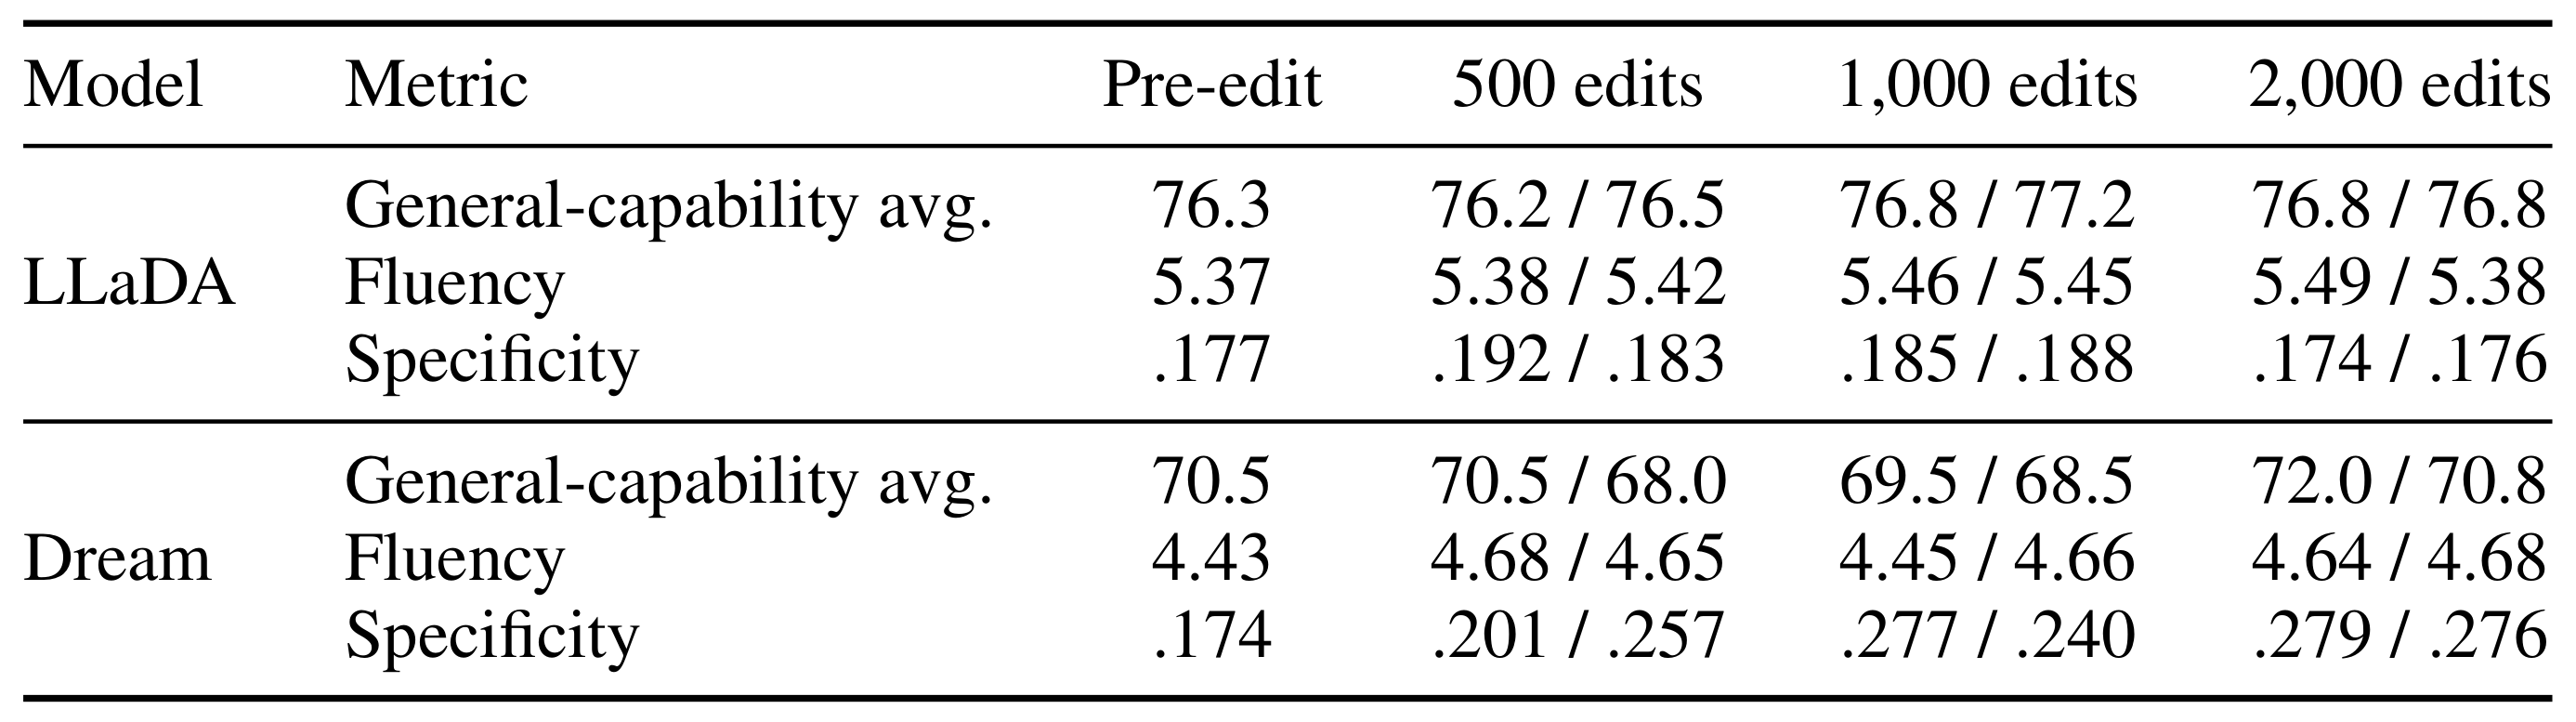 Model Metric Pre-edit 500 edits 1,000 edits 2,000 edits
General-capability avg. 76.3 76.2 / 76.5 76.8 / 77.2 76.8 / 76.8
LLaDA Fluency 5.37 5.38 / 5.42 5.46 / 5.45 5.49 / 5.38
Specificity .177 .192 / .183 .185 / .188 .174 / .176
General-capability avg. 70.5 70.5 / 68.0 69.5 / 68.5 72.0 / 70.8
Dream Fluency 4.43 4.68 / 4.65 4.45 / 4.66 4.64 / 4.68
Specificity .174 .201 / .257 .277 / .240 .279 / .276